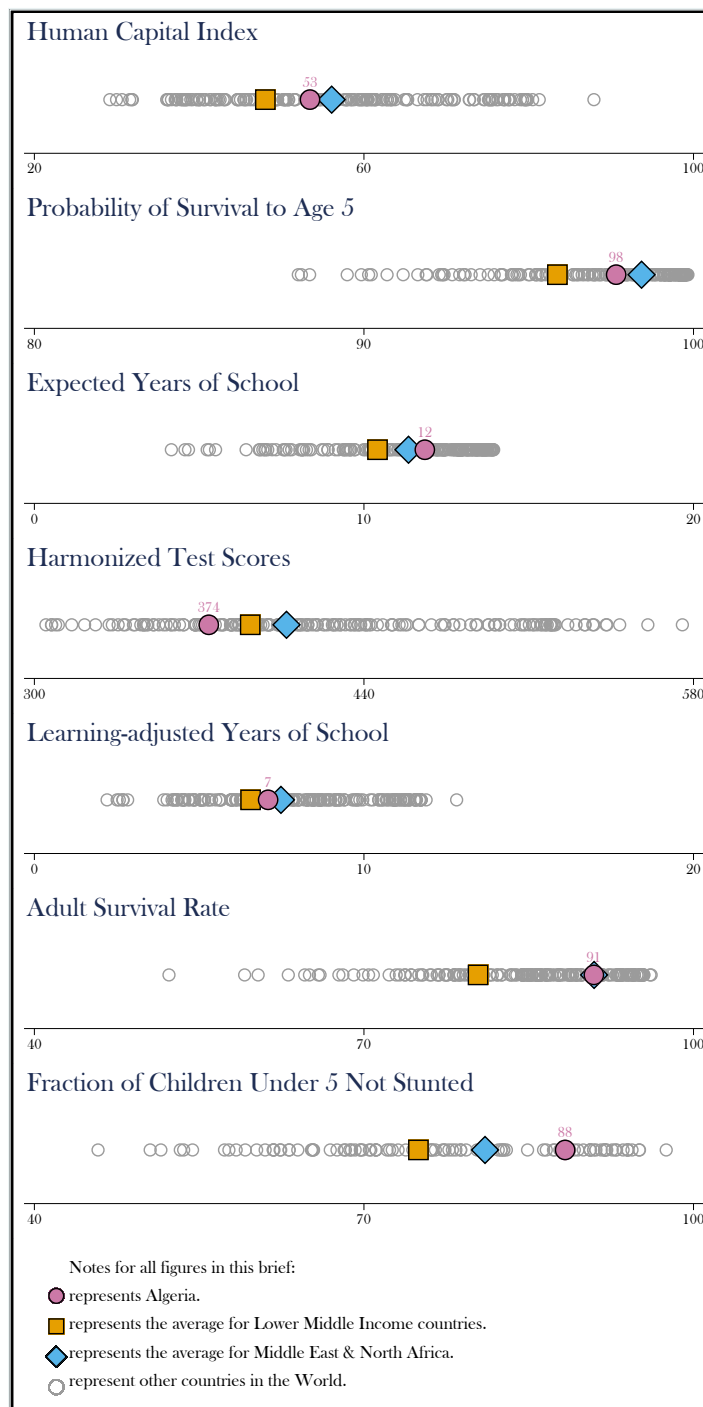 Human Capital Index
53
20 60 100
Probability of Survival to Age 5
98
80 90 100
Expected Years of School
12
0 10 20
Harmonized Test Scores
374
300 440 580
Learning-adjusted Years of School
7
0 10 20
Adult Survival Rate
91
40 70 100
Fraction of Children Under 5 Not Stunted
88
40 70 100
Notes for all figures in this brief:
represents Algeria.
represents the average for Lower Middle Income countries.
represents the average for Middle East & North Africa.
represent other countries in the World.